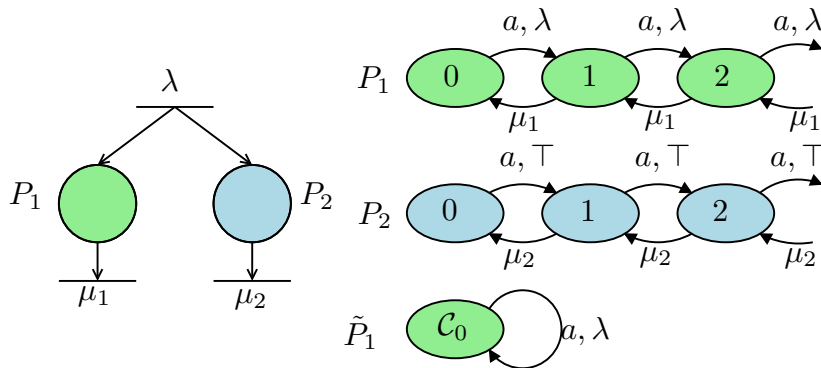 λ
P₁
P₂
μ₁
μ₂
a, λ
a, λ
a, λ
P₁
0
1
2
μ₁
μ₁
μ₁
a, ⊤
a, ⊤
a, ⊤
P₂
0
1
2
μ₂
μ₂
μ₂
P̃₁
𝒞₀
a, λ